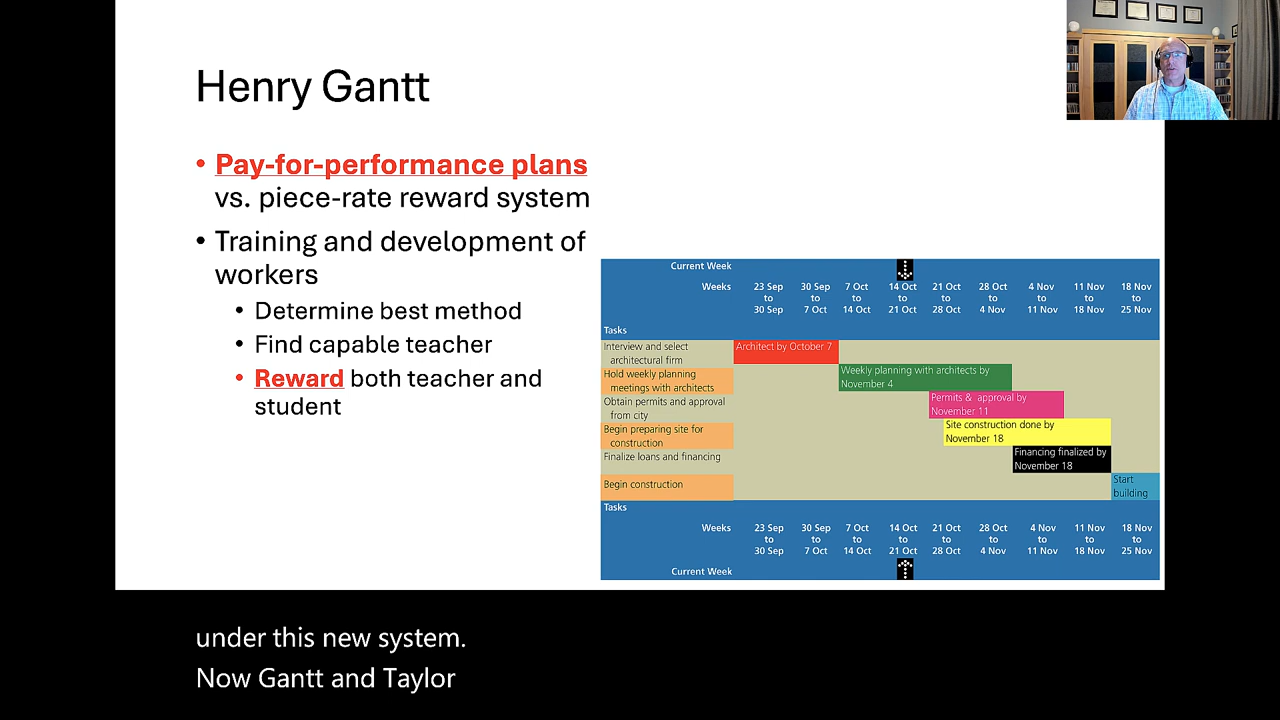 Henry Gantt
• Pay-for-performance plans
vs. piece-rate reward system
• Training and development of
workers
• Determine best method
• Find capable teacher
• Reward both teacher and
student
Current Week
Weeks
23 Sep to 30 Sep
30 Sep to 7 Oct
7 Oct to 14 Oct
14 Oct to 21 Oct
21 Oct to 28 Oct
28 Oct to 4 Nov
4 Nov to 11 Nov
11 Nov to 18 Nov
18 Nov to 25 Nov
Tasks
Interview and select
architectural firm
Architect by October 7
Hold weekly planning
meetings with architects
Weekly planning with architects by
November 4
Obtain permits and approval
from city
Permits & approval by
November 11
Begin preparing site for
construction
Site construction done by
November 18
Finalize loans and financing
Financing finalized by
November 18
Begin construction
Start
building
Tasks
Weeks
23 Sep to 30 Sep
30 Sep to 7 Oct
7 Oct to 14 Oct
14 Oct to 21 Oct
21 Oct to 28 Oct
28 Oct to 4 Nov
4 Nov to 11 Nov
11 Nov to 18 Nov
18 Nov to 25 Nov
Current Week
under this new system.
Now Gantt and Taylor